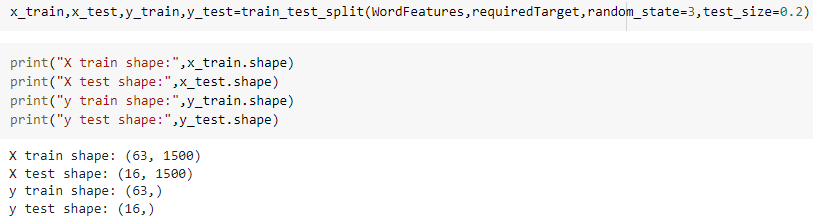 x_train,x_test,y_train,y_test=train_test_split(WordFeatures,requiredTarget,random_state=3,test_size=0.2)
print("X train shape:",x_train.shape)
print("X test shape:",x_test.shape)
print("y train shape:",y_train.shape)
print("y test shape:",y_test.shape)
X train shape: (63, 1500)
X test shape: (16, 1500)
y train shape: (63,)
y test shape: (16,)